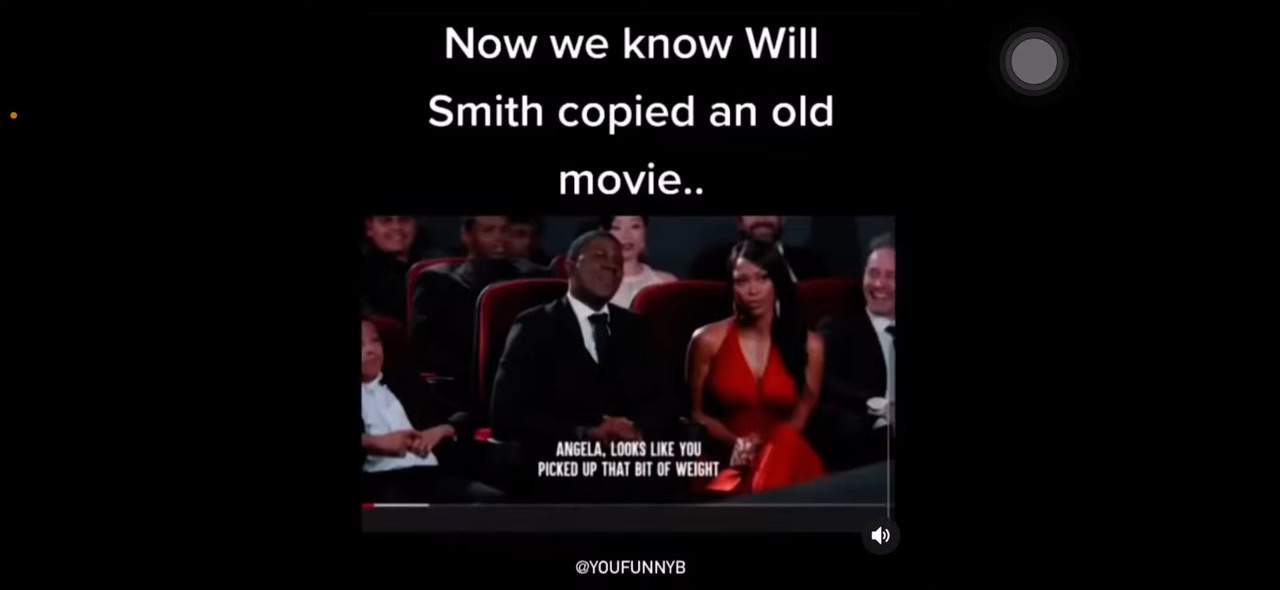 Now we know Will
Smith copied an old
movie..
ANGELA, LOOKS LIKE YOU
PICKED UP THAT BIT OF WEIGHT
@YOUFUNNYB